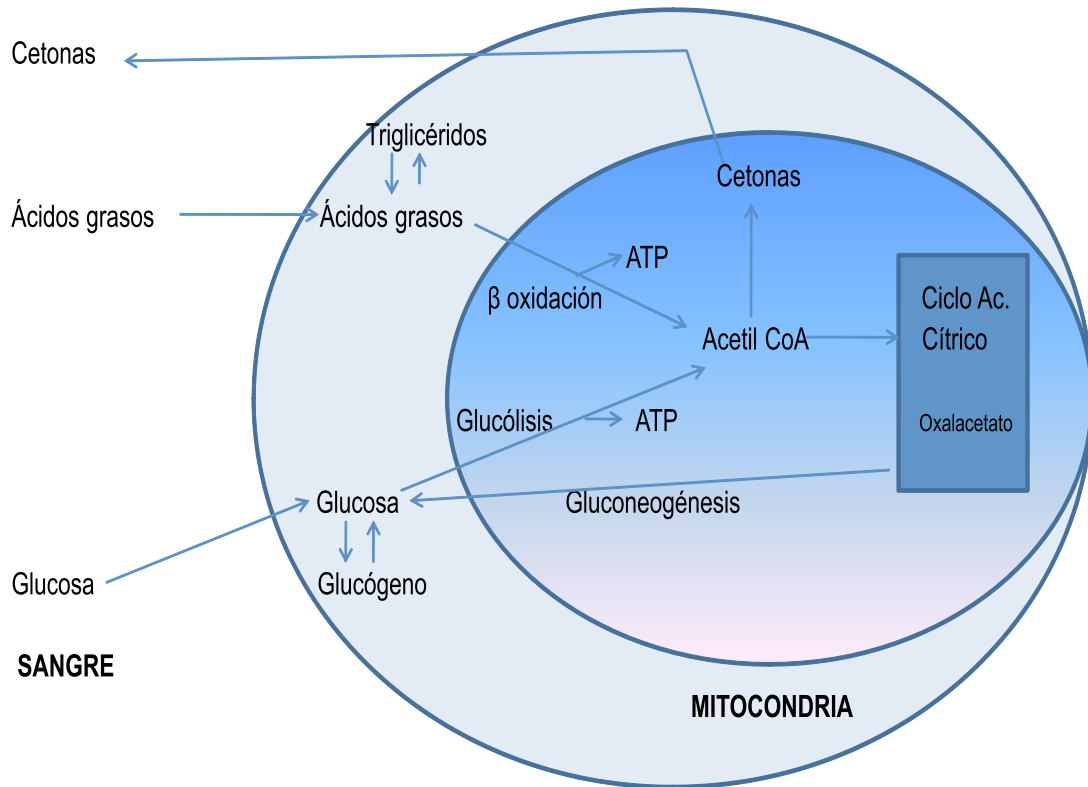 Cetonas
Triglicéridos
Cetonas
Ácidos grasos
Ácidos grasos
ATP
β oxidación
Ciclo Ac.
Acetil CoA
Cítrico
Glucólisis
ATP
Oxalacetato
Glucosa
Gluconeogénesis
Glucosa
Glucógeno
SANGRE
MITOCONDRIA